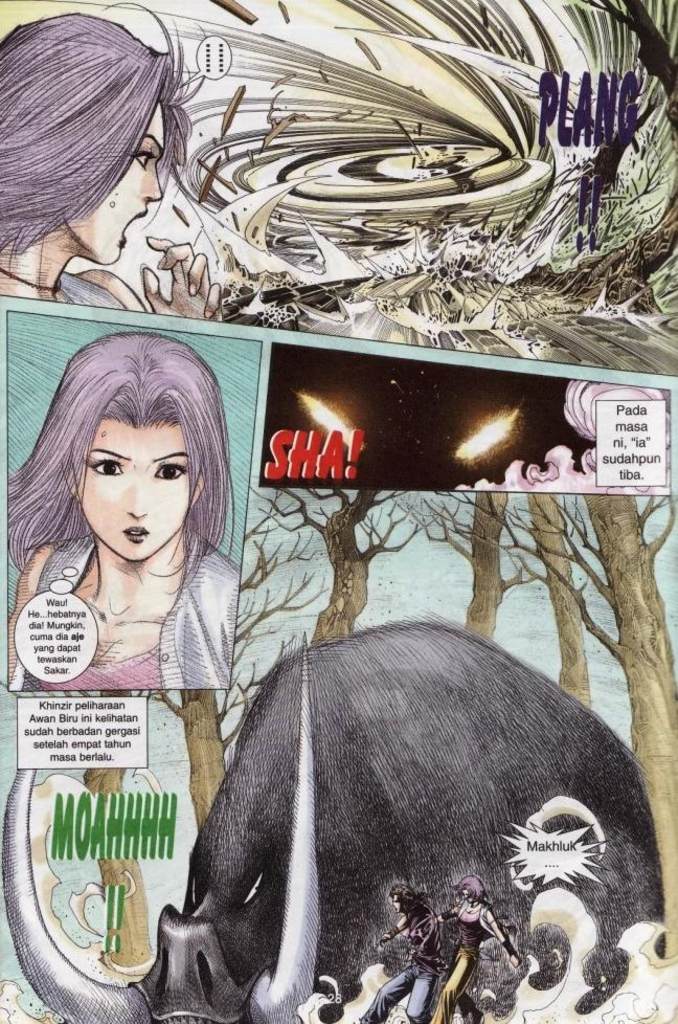 !!
PLANG
!!
SHA!
Pada
masa
ni, "ia"
sudahpun
tiba.
Wau!
He...hebatnya
dia! Mungkin,
cuma dia aje
yang dapat
tewaskan
Sakar.
Khinzir peliharaan
Awan Biru ini kelihatan
sudah berbadan gergasi
setelah empat tahun
masa berlalu.
MOAHHHH
!!
Makhluk
....
28